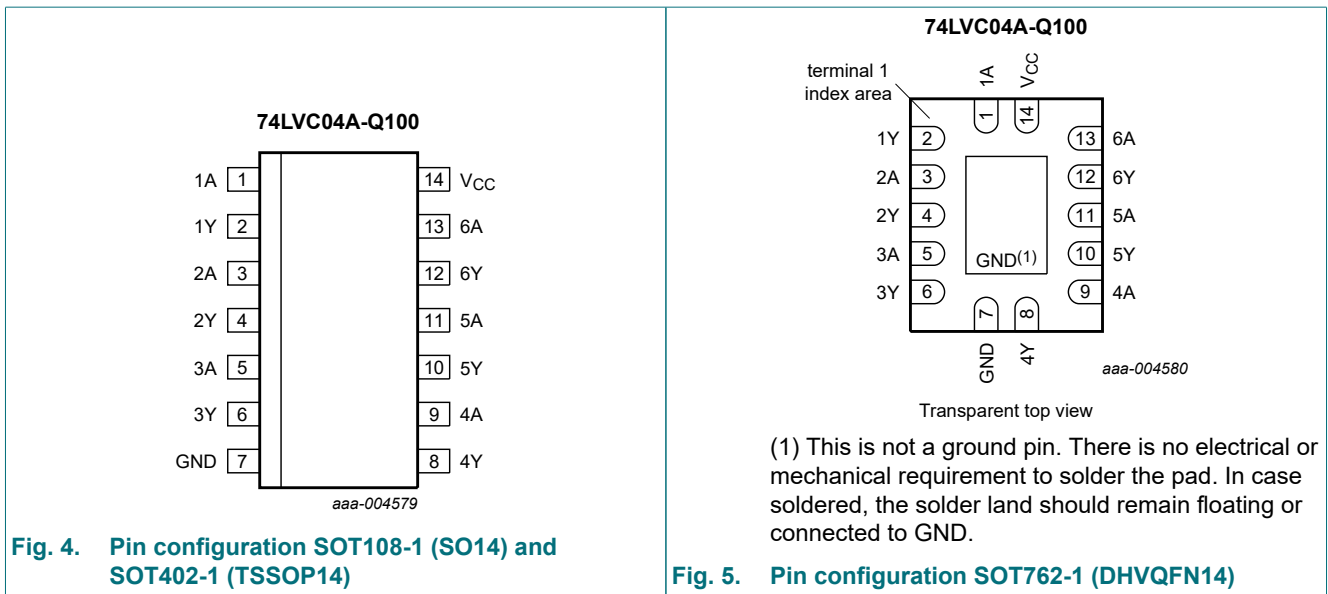 74LVC04A-Q100
1A 1
14 VCC
1Y 2
13 6A
2A 3
12 6Y
2Y 4
11 5A
3A 5
10 5Y
3Y 6
9 4A
GND 7
8 4Y
aaa-004579
Fig. 4. Pin configuration SOT108-1 (SO14) and
SOT402-1 (TSSOP14)
74LVC04A-Q100
terminal 1
index area
1A
VCC
1
14
1Y 2
13 6A
2A 3
12 6Y
2Y 4
11 5A
3A 5
10 5Y
GND(1)
3Y 6
9 4A
7
8
GND
4Y
aaa-004580
Transparent top view
(1) This is not a ground pin. There is no electrical or
mechanical requirement to solder the pad. In case
soldered, the solder land should remain floating or
connected to GND.
Fig. 5. Pin configuration SOT762-1 (DHVQFN14)